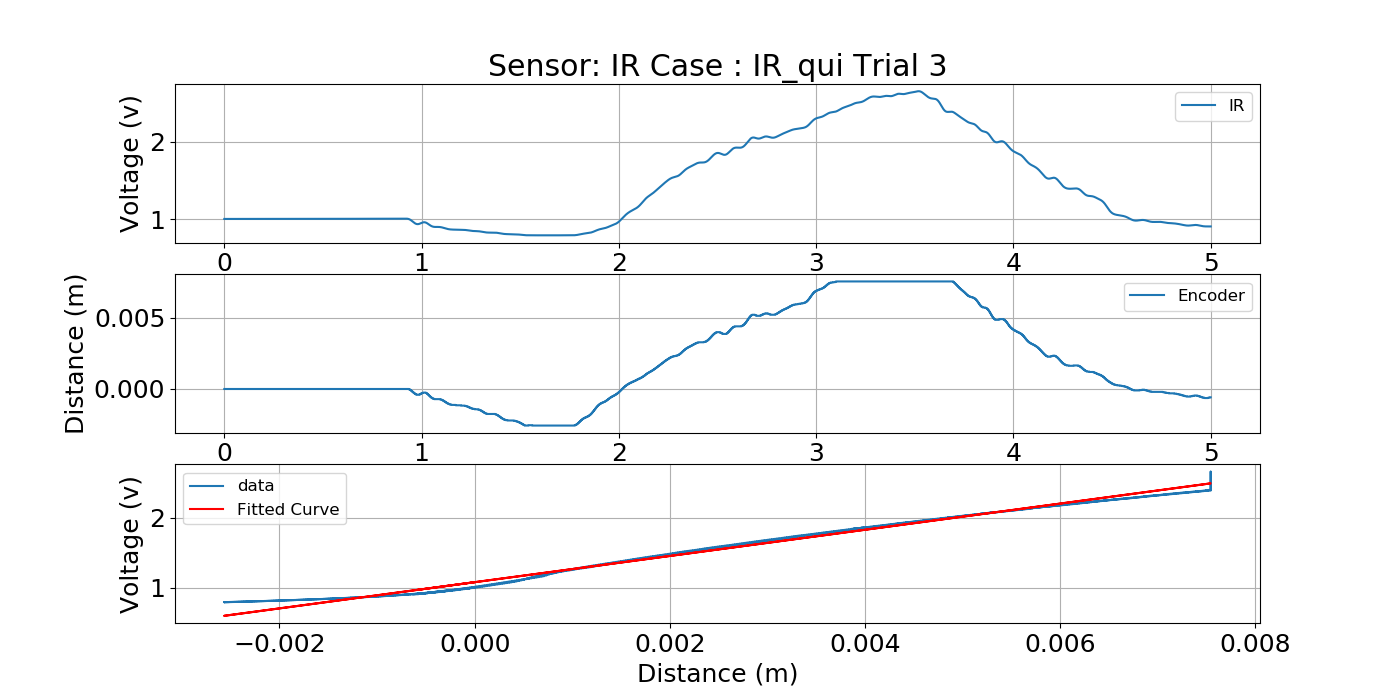 Sensor: IR Case : IR_qui Trial 3
Voltage (v)
2
1
IR
0 1 2 3 4 5
Distance (m)
0.005
0.000
Encoder
0 1 2 3 4 5
Voltage (v)
2
1
data
Fitted Curve
−0.002 0.000 0.002 0.004 0.006 0.008
Distance (m)